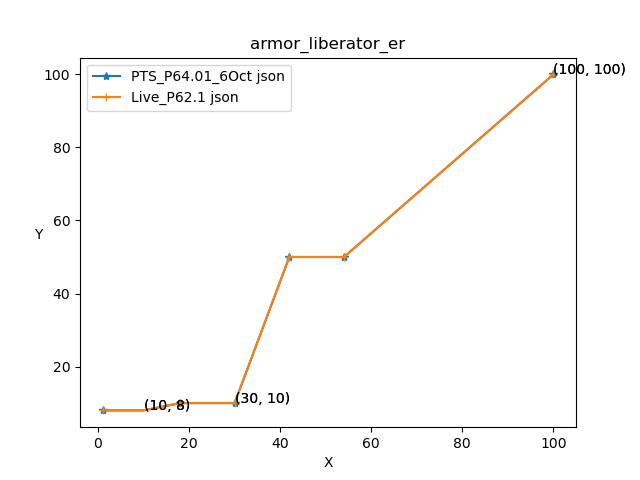 armor_liberator_er
PTS_P64.01_6Oct json
Live_P62.1 json
(100, 100)
(30, 10)
(10, 8)
Y
100
80
60
40
20
0
20
40
60
80
100
X